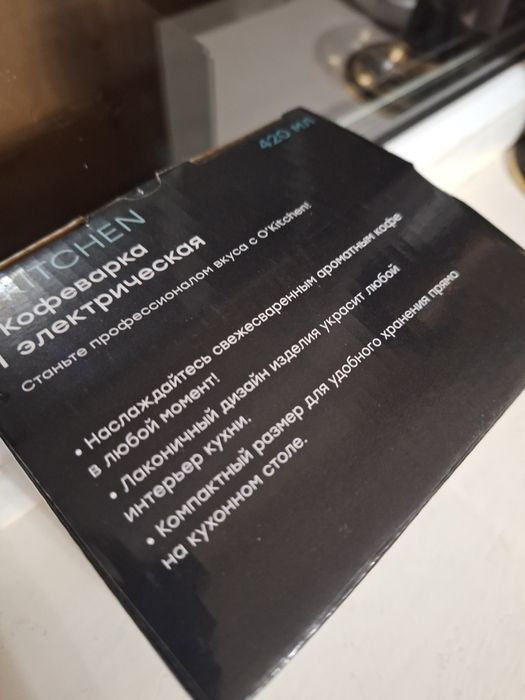 420 мл
KITCHEN
Кофеварка
электрическая
Станьте профессионалом вкуса с O'Kitchen!
• Наслаждайтесь свежесваренным ароматным кофе
в любой момент!
• Лаконичный дизайн изделия украсит любой
интерьер кухни.
• Компактный размер для удобного хранения прямо
на кухонном столе.